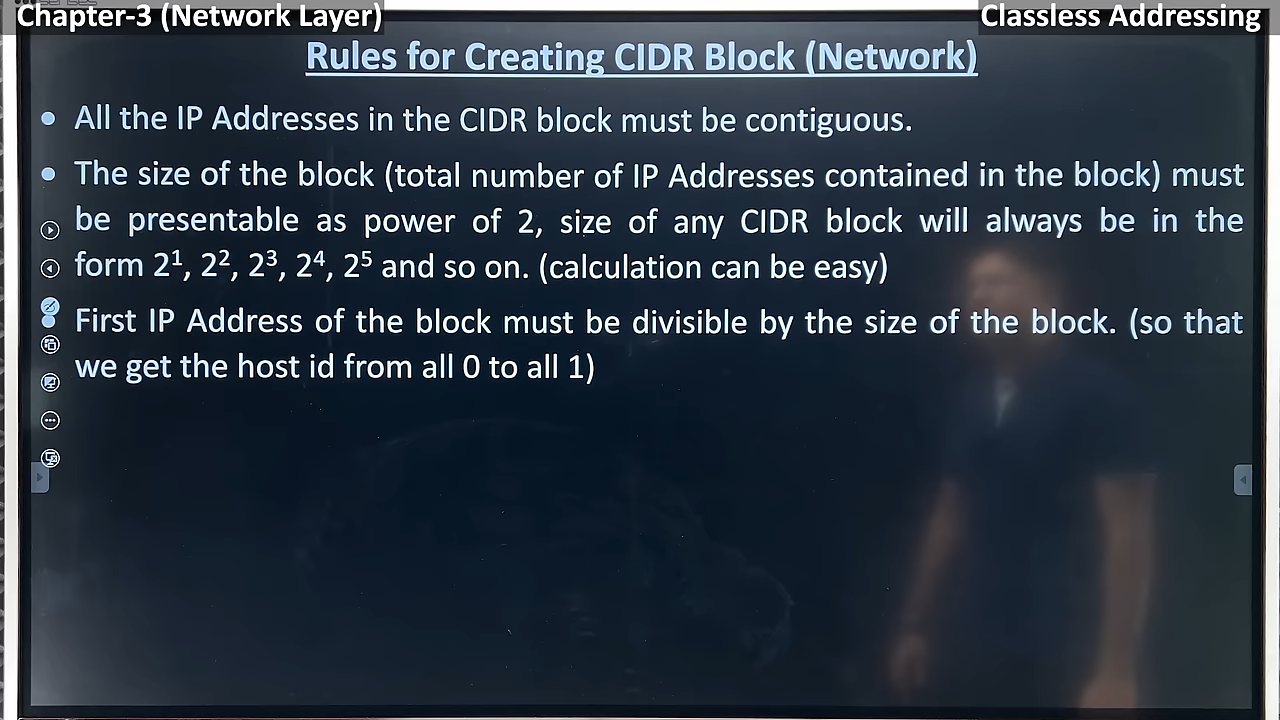 Chapter-3 (Network Layer)
Classless Addressing
Rules for Creating CIDR Block (Network)
• All the IP Addresses in the CIDR block must be contiguous.
• The size of the block (total number of IP Addresses contained in the block) must
be presentable as power of 2, size of any CIDR block will always be in the
form 2¹, 2², 2³, 2⁴, 2⁵ and so on. (calculation can be easy)
• First IP Address of the block must be divisible by the size of the block. (so that
we get the host id from all 0 to all 1)